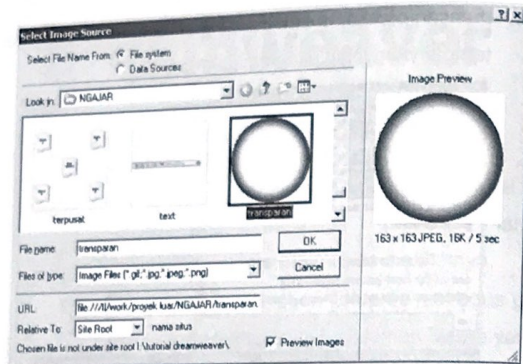 Select Image Source
Select File Name From: File system
Data Sources
Look in: NGAJAR
terpusat
text
transparan
Image Preview
163 x 163 JPEG, 16K / 5 sec
File name: transparan
OK
Files of type: Image Files (*.gif;*.jpg;*.jpeg;*.png)
Cancel
URL: file:///I|/work/proyek luar/NGAJAR/transparan
Relative To: Site Root nama situs
Chosen file is not under site root I:\tutorial dreamweaver\
Preview Images